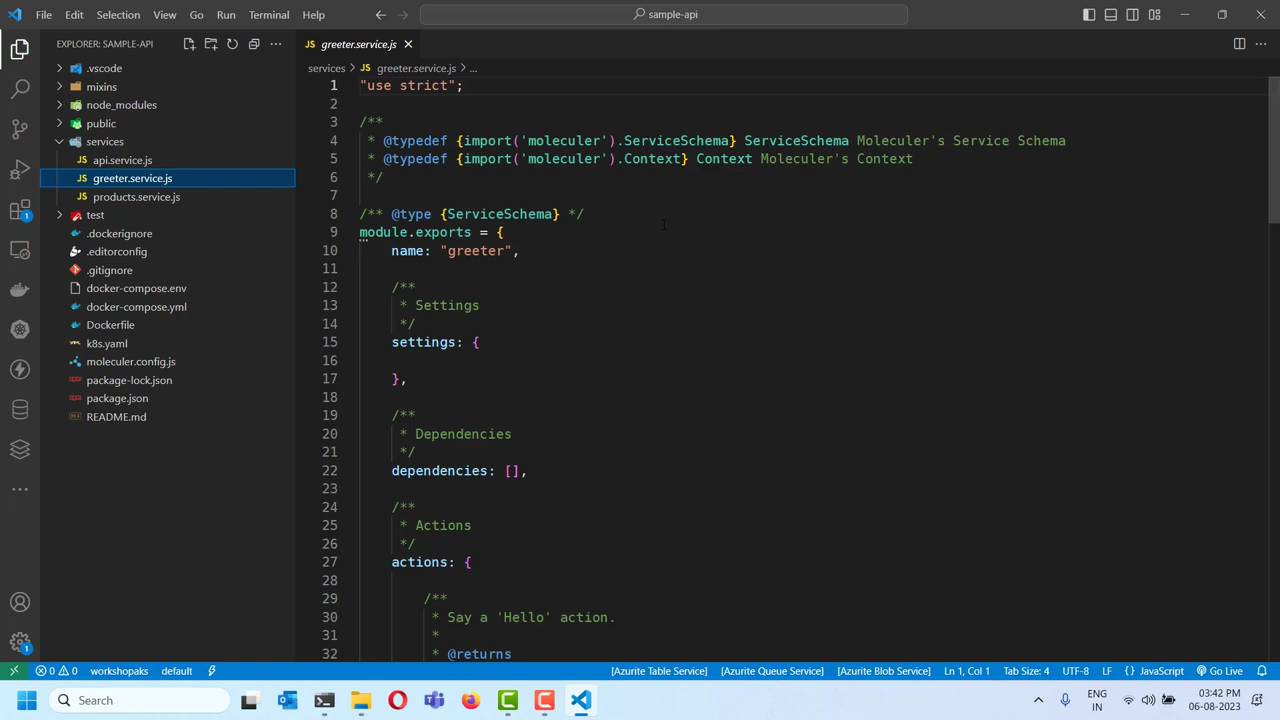 File Edit Selection View Go Run Terminal Help
sample-api
EXPLORER: SAMPLE-API
.vscode
mixins
node_modules
public
services
api.service.js
greeter.service.js
products.service.js
test
.dockerignore
.editorconfig
.gitignore
docker-compose.env
docker-compose.yml
Dockerfile
k8s.yaml
moleculer.config.js
package-lock.json
package.json
README.md
JS greeter.service.js
services > JS greeter.service.js > ...
1 "use strict";
2
3 /**
4 * @typedef {import('moleculer').ServiceSchema} ServiceSchema Moleculer's Service Schema
5 * @typedef {import('moleculer').Context} Context Moleculer's Context
6 */
7
8 /** @type {ServiceSchema} */
9 module.exports = {
10 name: "greeter",
11
12 /**
13 * Settings
14 */
15 settings: {
16
17 },
18
19 /**
20 * Dependencies
21 */
22 dependencies: [],
23
24 /**
25 * Actions
26 */
27 actions: {
28
29 /**
30 * Say a 'Hello' action.
31 *
32 * @returns
0 0 workshopaks default [Azurite Table Service] [Azurite Queue Service] [Azurite Blob Service] Ln 1, Col 1 Tab Size: 4 UTF-8 LF {} JavaScript Go Live
Search
ENG
IN
03:42 PM
06-08-2023